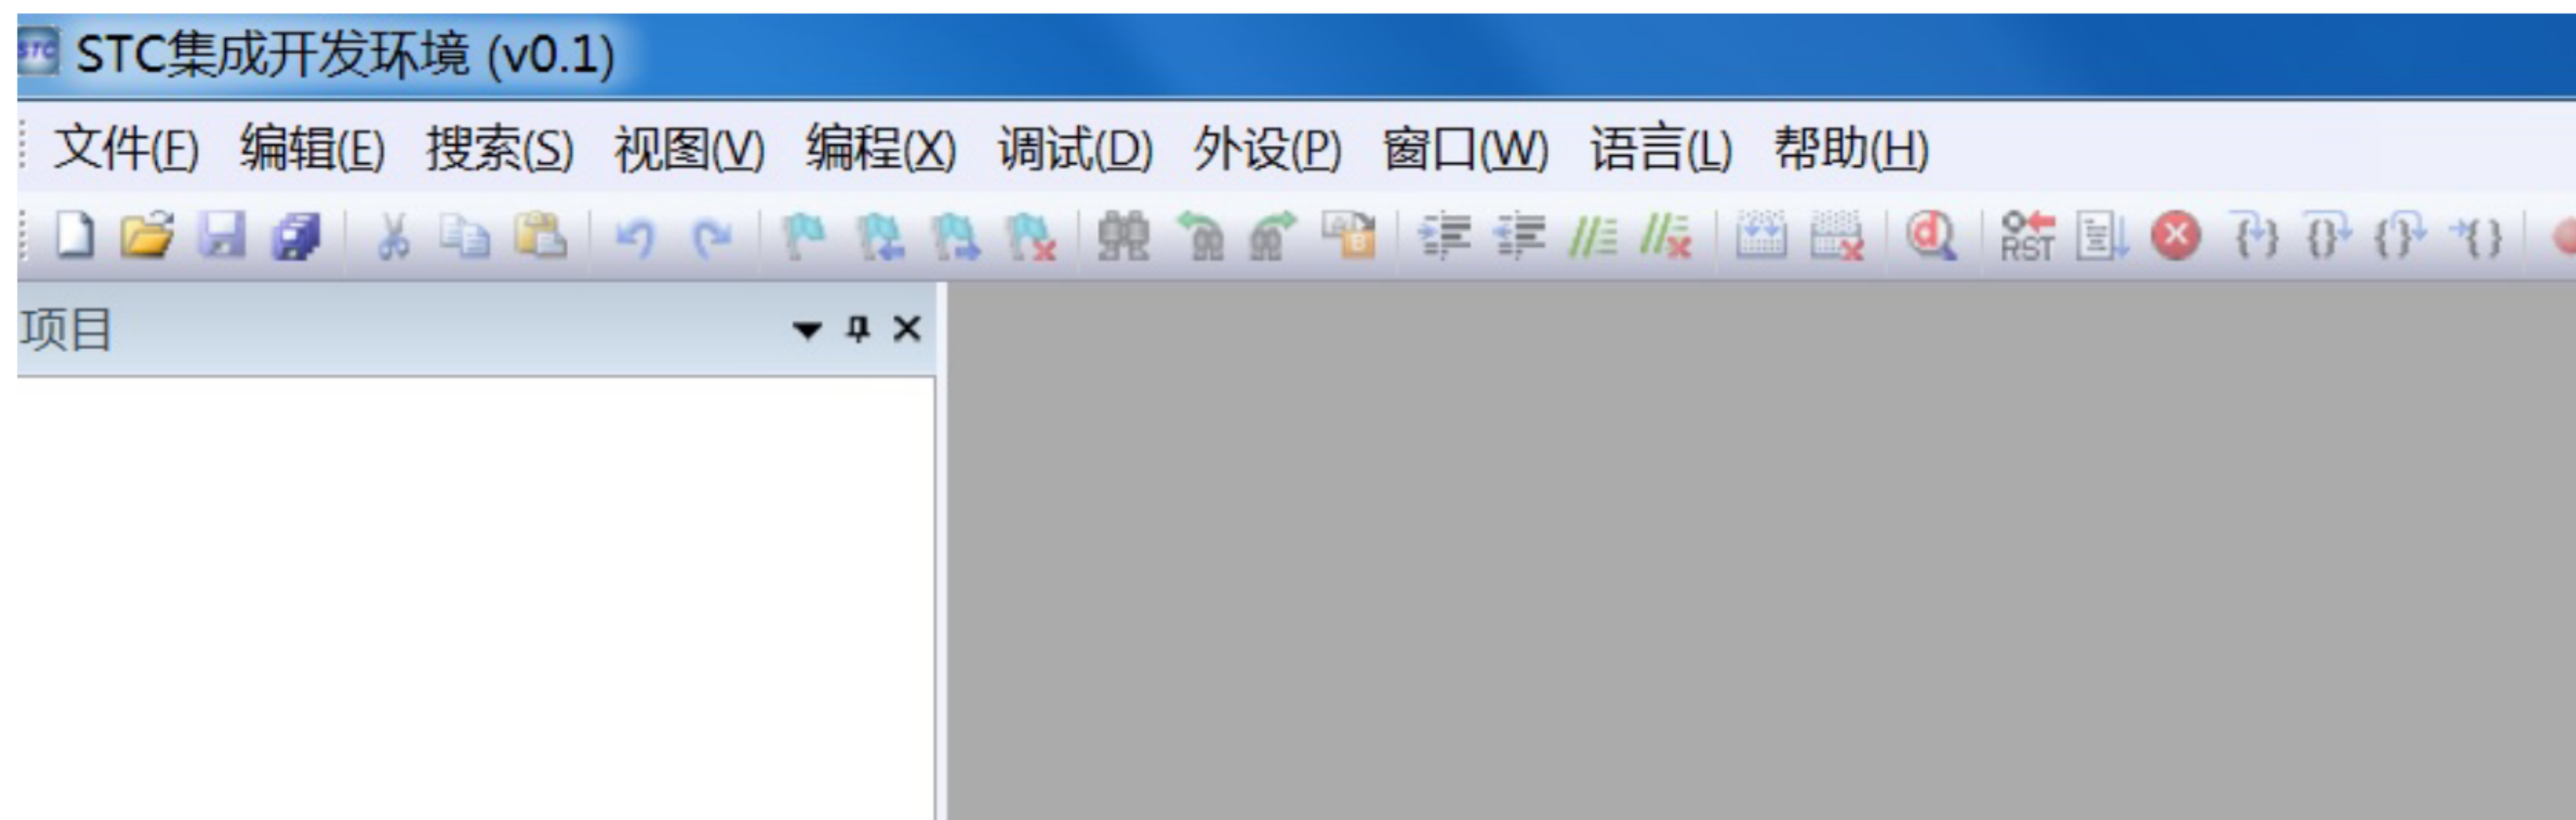 STC集成开发环境 (v0.1)
文件(F) 编辑(E) 搜索(S) 视图(V) 编程(X) 调试(D) 外设(P) 窗口(W) 语言(L) 帮助(H)
RST
项目